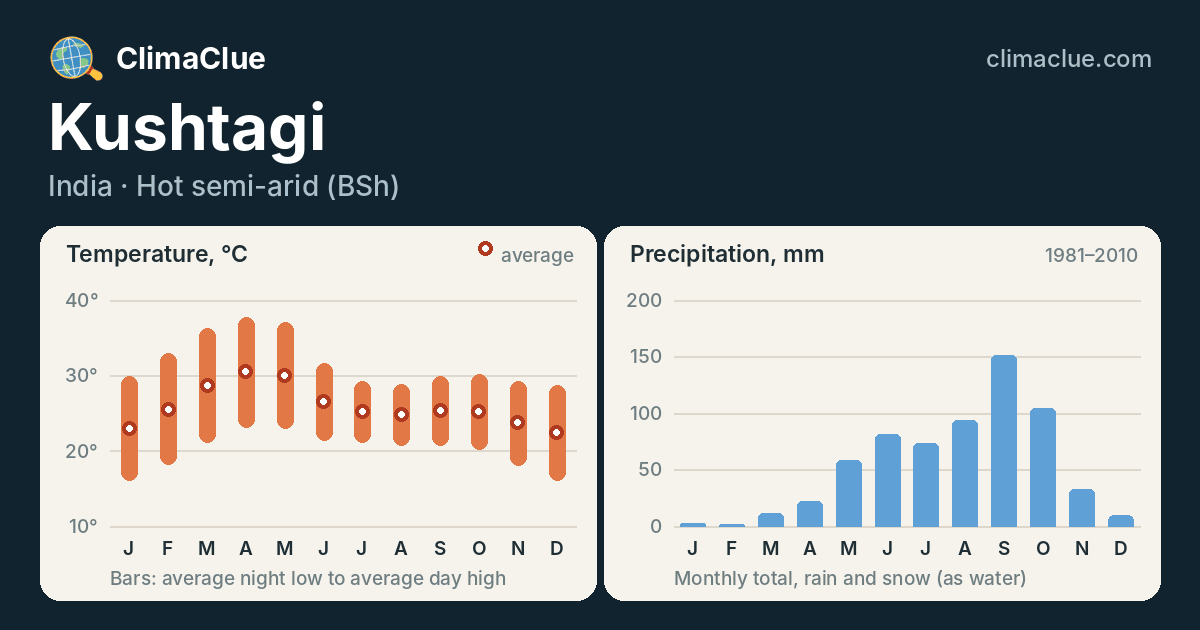 ClimaClue
climaclue.com
Kushtagi
India · Hot semi-arid (BSh)
Temperature, °C
average
40°
30°
20°
10°
J F M A M J J A S O N D
Bars: average night low to average day high
Precipitation, mm
1981–2010
200
150
100
50
0
J F M A M J J A S O N D
Monthly total, rain and snow (as water)